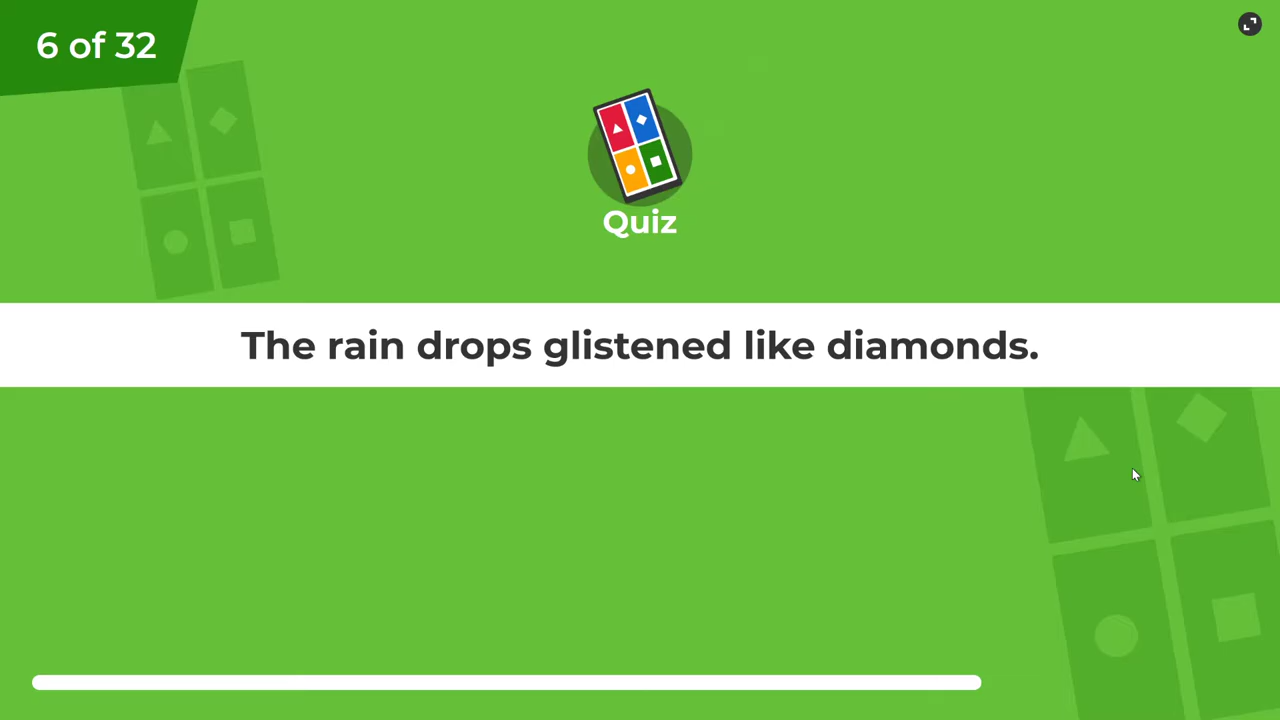 6 of 32
Quiz
The rain drops glistened like diamonds.